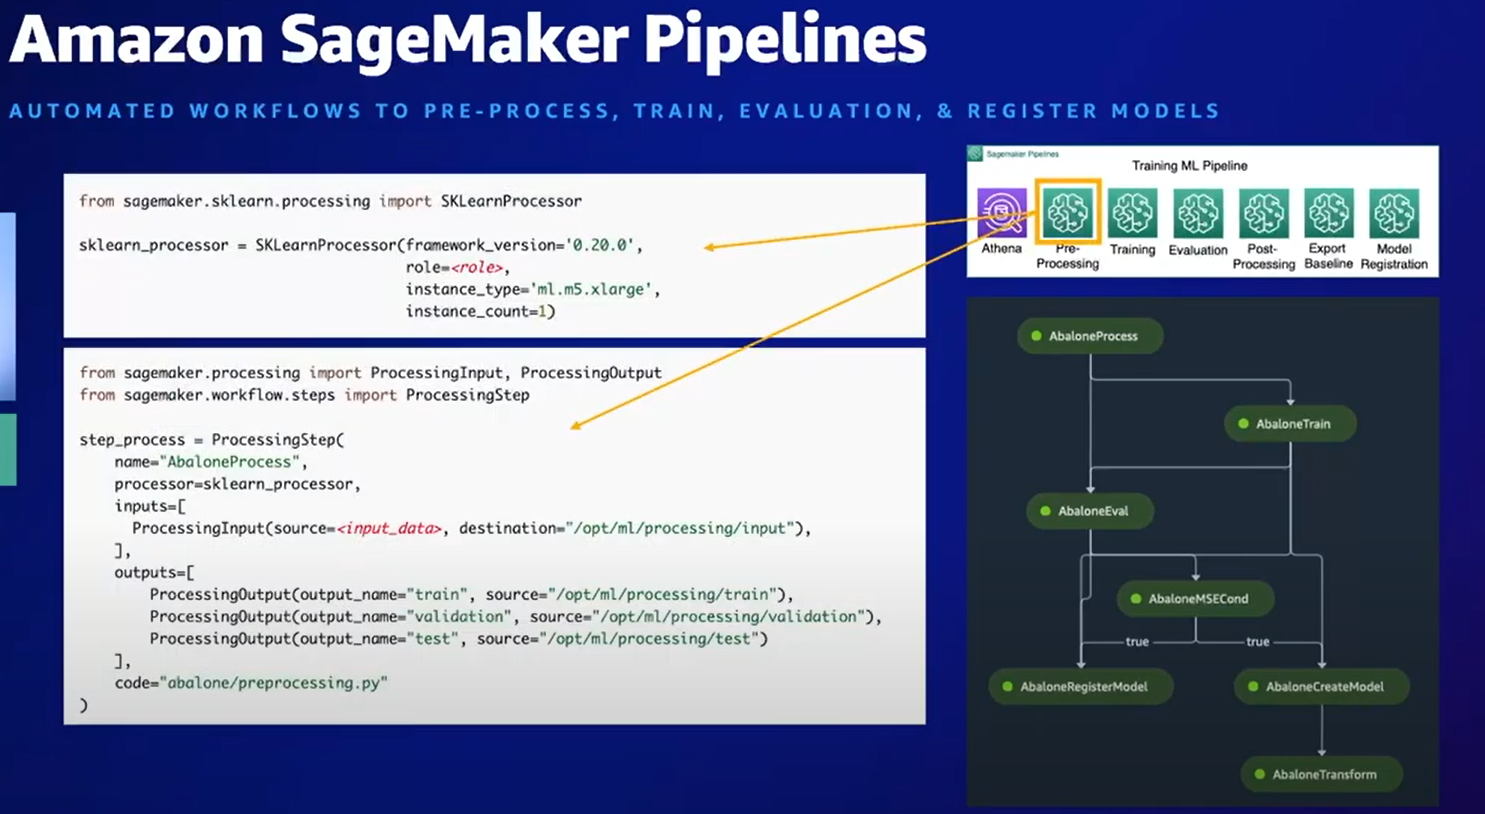 Amazon SageMaker Pipelines
AUTOMATED WORKFLOWS TO PRE-PROCESS, TRAIN, EVALUATION, & REGISTER MODELS
from sagemaker.sklearn.processing import SKLearnProcessor
sklearn_processor = SKLearnProcessor(framework_version='0.20.0',
role=<role>,
instance_type='ml.m5.xlarge',
instance_count=1)
from sagemaker.processing import ProcessingInput, ProcessingOutput
from sagemaker.workflow.steps import ProcessingStep
step_process = ProcessingStep(
name="AbaloneProcess",
processor=sklearn_processor,
inputs=[
ProcessingInput(source=<input_data>, destination="/opt/ml/processing/input"),
],
outputs=[
ProcessingOutput(output_name="train", source="/opt/ml/processing/train"),
ProcessingOutput(output_name="validation", source="/opt/ml/processing/validation"),
ProcessingOutput(output_name="test", source="/opt/ml/processing/test")
],
code="abalone/preprocessing.py"
)
Sagemaker Pipelines
Training ML Pipeline
Athena
Pre-
Processing
Training
Evaluation
Post-
Processing
Export
Baseline
Model
Registration
AbaloneProcess
AbaloneTrain
AbaloneEval
AbaloneMSECond
true
true
AbaloneRegisterModel
AbaloneCreateModel
AbaloneTransform